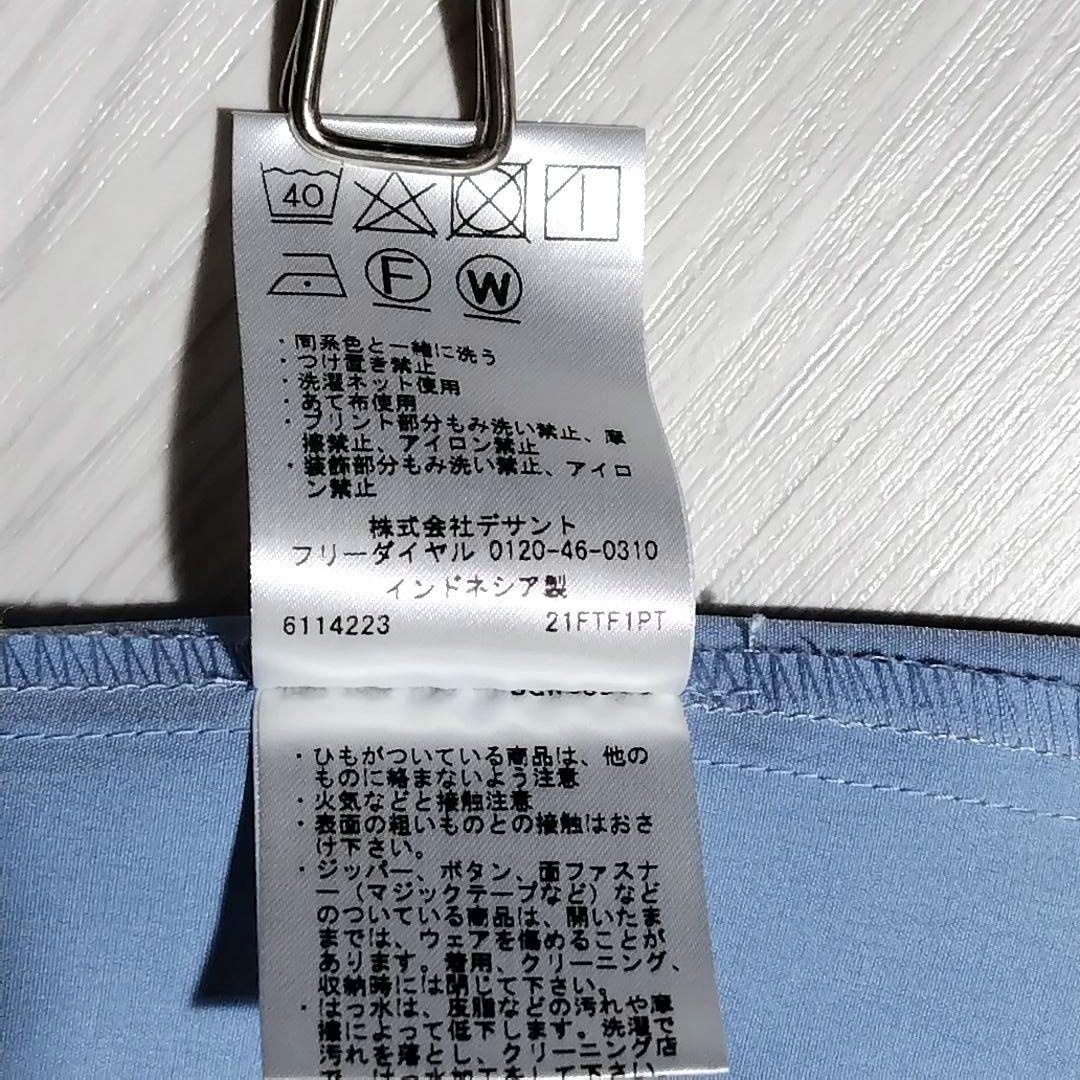 40
F W
・同系色と一緒に洗う
・つけ置き禁止
・洗濯ネット使用
・あて布使用
・プリント部分もみ洗い禁止、摩
擦禁止、アイロン禁止
・装飾部分もみ洗い禁止、アイロ
ン禁止
株式会社デサント
フリーダイヤル 0120-46-0310
インドネシア製
6114223 21FTF1PT
・ひもがついている商品は、他の
ものに絡まないよう注意
・火気などと接触注意
・表面の粗いものとの接触はおさ
け下さい。
・ジッパー、ボタン、面ファスナ
ー（マジックテープなど）など
のついている商品は、開いたま
までは、ウェアを傷めることが
あります。着用、クリーニング、
収納時には閉じて下さい。
・はっ水は、皮脂などの汚れや摩
擦によって低下します。洗濯で
汚れを落とし、クリーニング店
で、はっ水加工をして下さい。